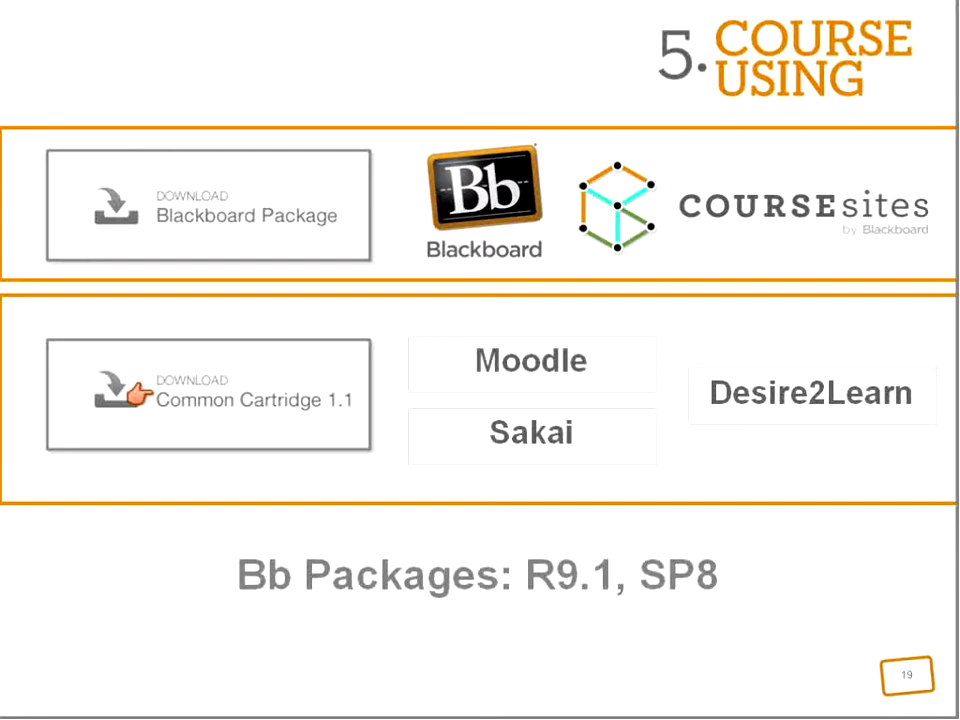 5. COURSE
USING
DOWNLOAD
Blackboard Package
Bb
Blackboard
COURSEsites
by Blackboard
DOWNLOAD
Common Cartridge 1.1
Moodle
Sakai
Desire2Learn
Bb Packages: R9.1, SP8
19